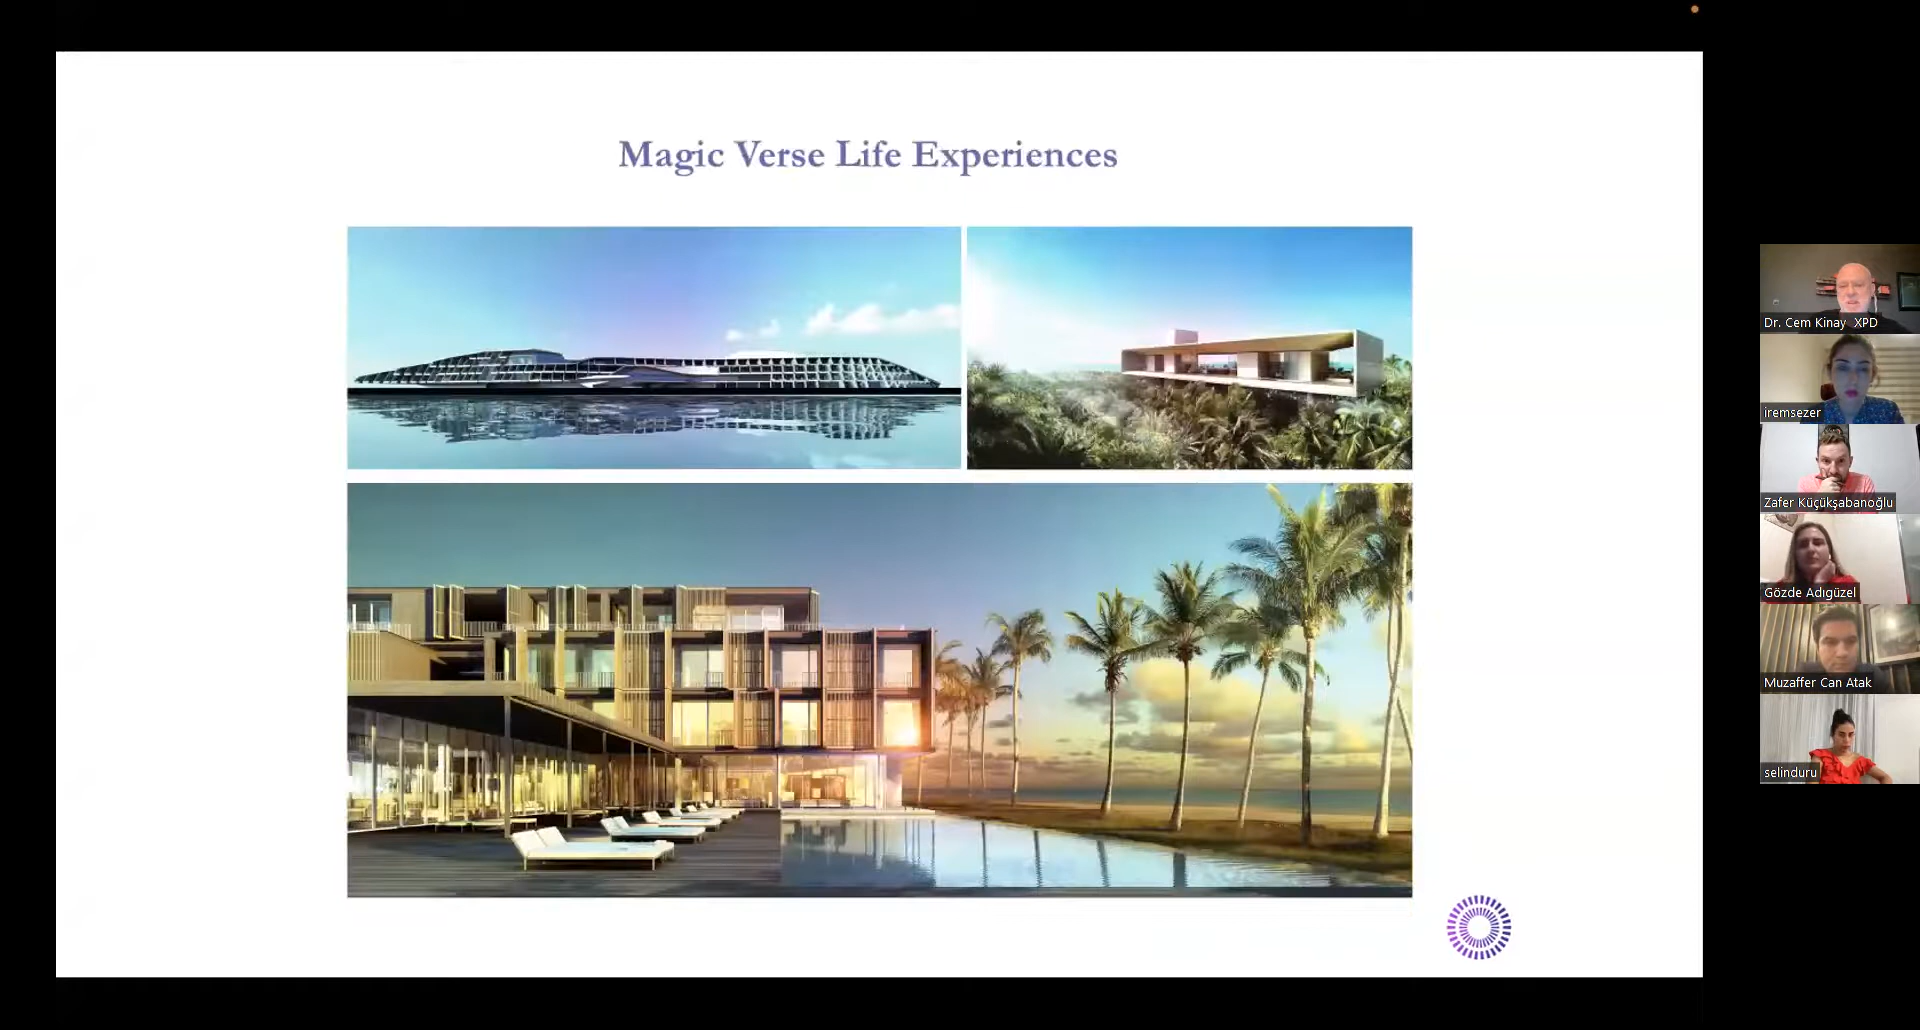 Magic Verse Life Experiences
Dr. Cem Kinay XPD
iremsezer
Zafer Küçükşabanoğlu
Gözde Adıgüzel
Muzaffer Can Atak
selinduru